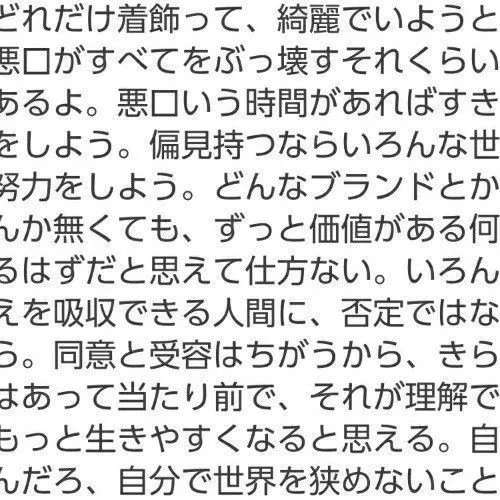 どれだけ着飾って、綺麗でいようと
悪口がすべてをぶっ壊すそれくらい
あるよ。悪口いう時間があればすき
をしよう。偏見持つならいろんな世
努力をしよう。どんなブランドとか
んか無くても、ずっと価値がある何
るはずだと思えて仕方ない。いろん
えを吸収できる人間に、否定ではな
ら。同意と受容はちがうから、きら
はあって当たり前で、それが理解で
もっと生きやすくなると思える。自
んだろ、自分で世界を狭めないこと